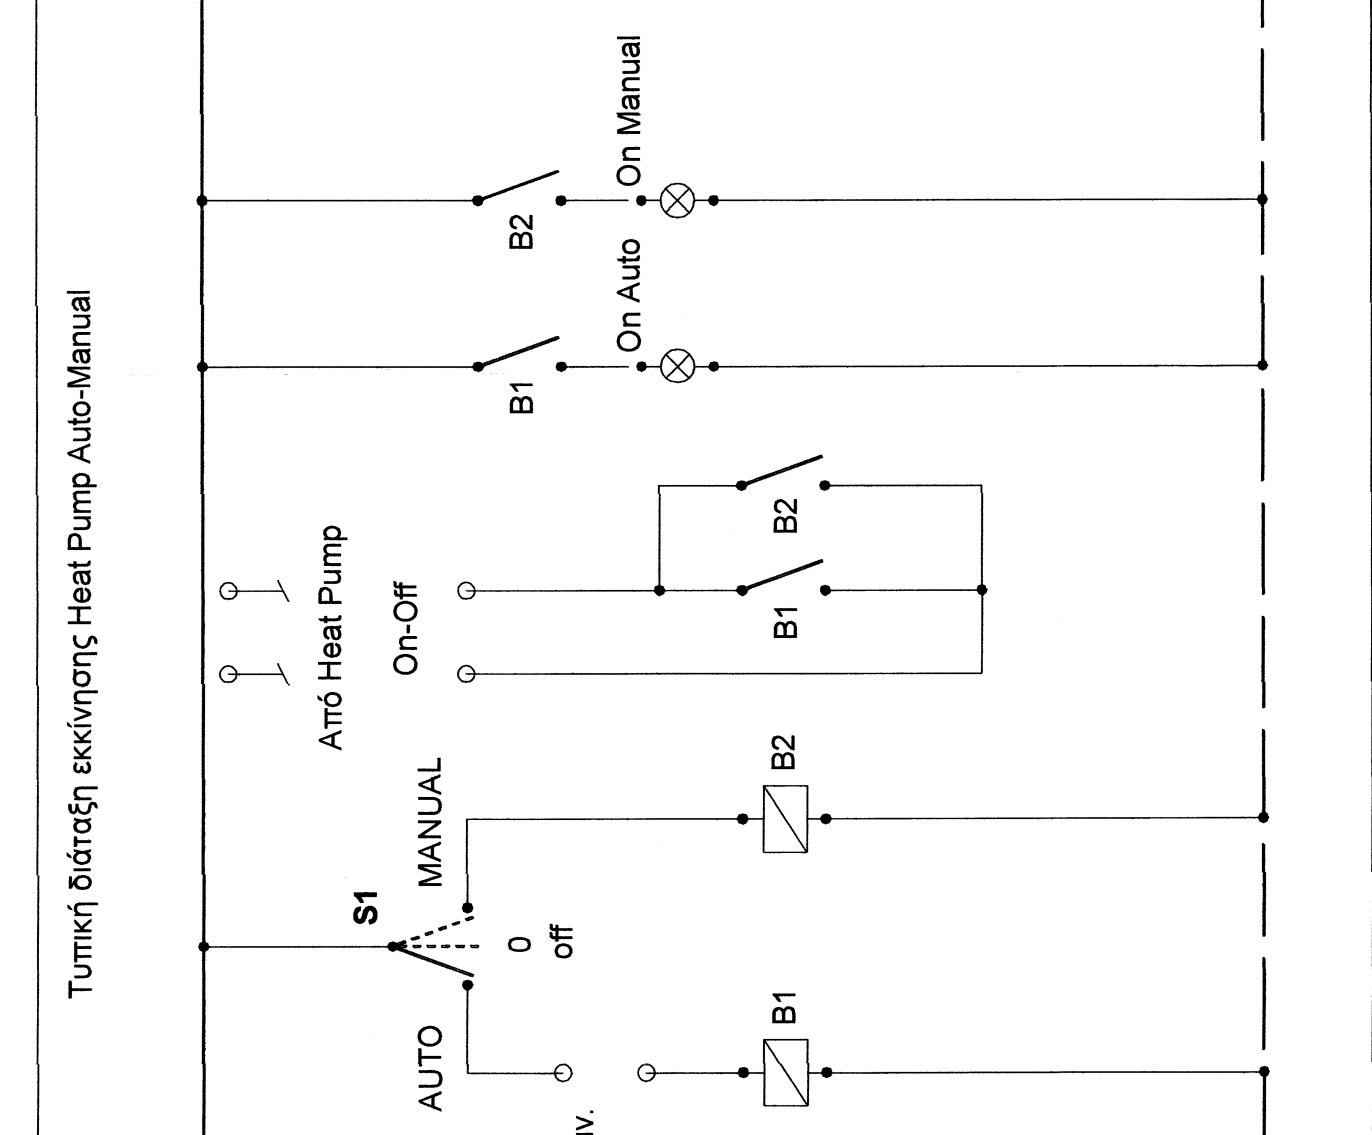 Τυπική διάταξη εκκίνησης Heat Pump Auto-Manual
AUTO
S1
MANUAL
0
off
B1
B2
Από Heat Pump
On-Off
B1
B2
B1
On Auto
B2
On Manual